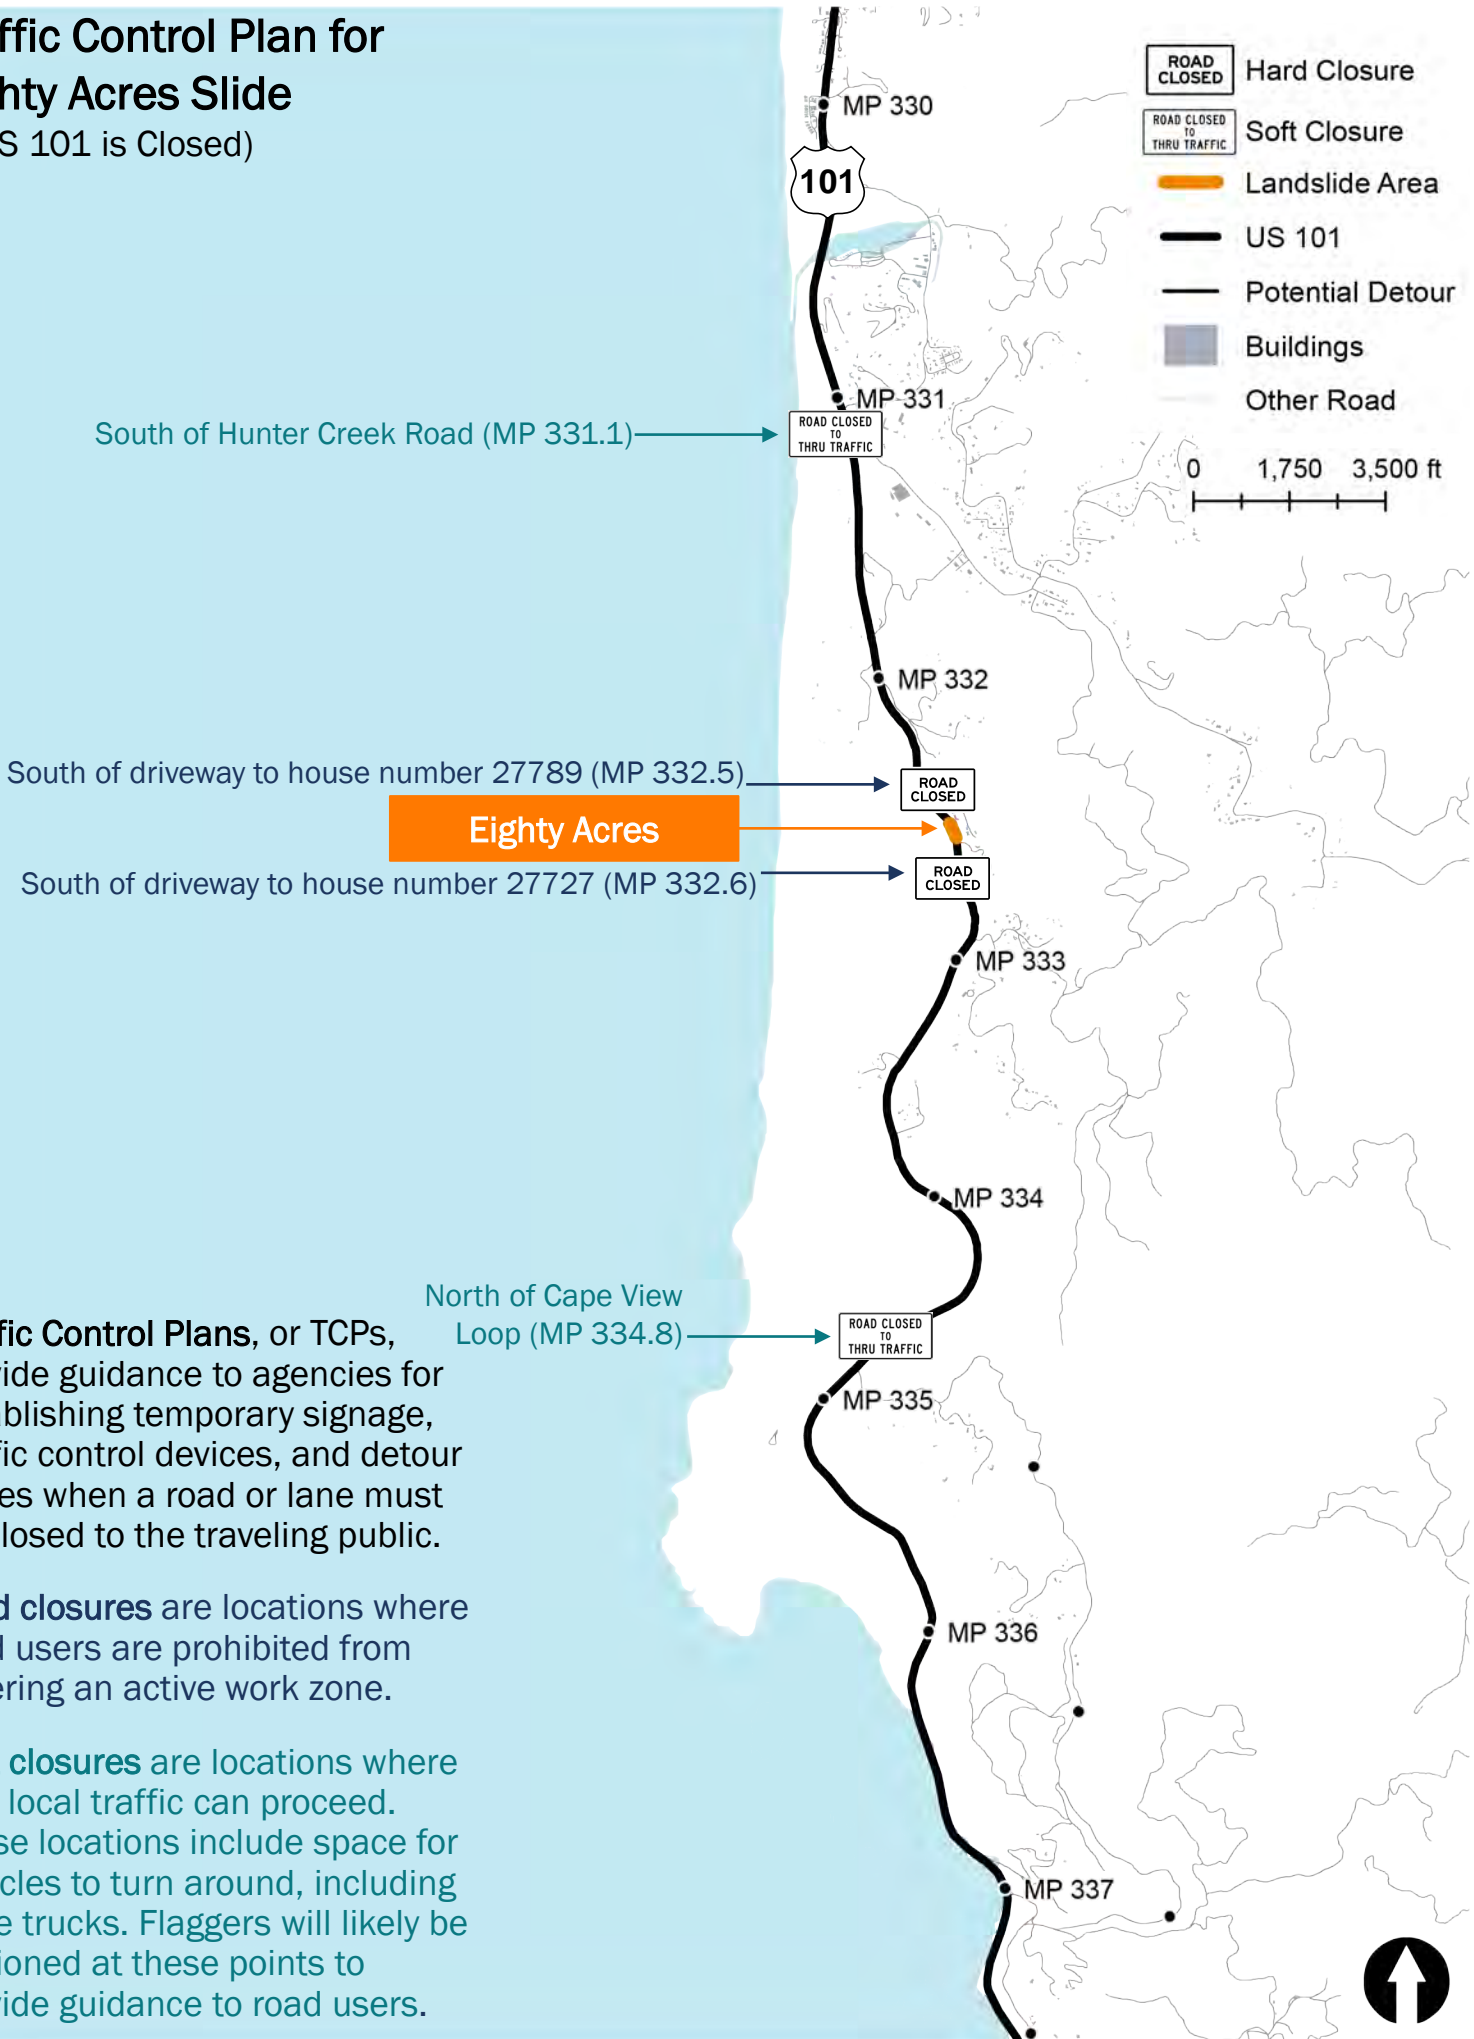 ffic Control Plan for
hty Acres Slide
S 101 is Closed)
MP 330
101
MP 331
South of Hunter Creek Road (MP 331.1)
ROAD CLOSED
TO
THRU TRAFFIC
MP 332
South of driveway to house number 27789 (MP 332.5)
ROAD
CLOSED
Eighty Acres
South of driveway to house number 27727 (MP 332.6)
ROAD
CLOSED
MP 333
MP 334
North of Cape View
Loop (MP 334.8)
ROAD CLOSED
TO
THRU TRAFFIC
MP 335
MP 336
MP 337
ROAD
CLOSED
Hard Closure
ROAD CLOSED
TO
THRU TRAFFIC
Soft Closure
Landslide Area
US 101
Potential Detour
Buildings
Other Road
0 1,750 3,500 ft
fic Control Plans, or TCPs,
vide guidance to agencies for
ablishing temporary signage,
fic control devices, and detour
es when a road or lane must
losed to the traveling public.
d closures are locations where
d users are prohibited from
ering an active work zone.
closures are locations where
local traffic can proceed.
se locations include space for
cles to turn around, including
e trucks. Flaggers will likely be
ioned at these points to
vide guidance to road users.